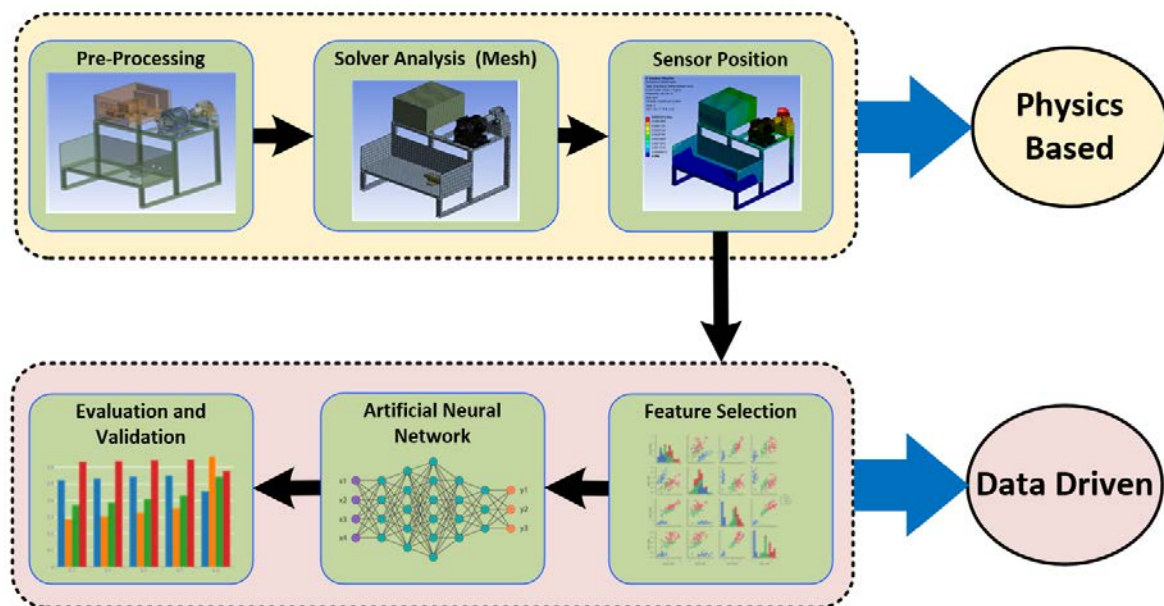 Pre-Processing
Solver Analysis (Mesh)
Sensor Position
Physics
Based
Evaluation and
Validation
Artificial Neural
Network
Feature Selection
x1
x2
x3
x4
y1
y2
y3
Data Driven